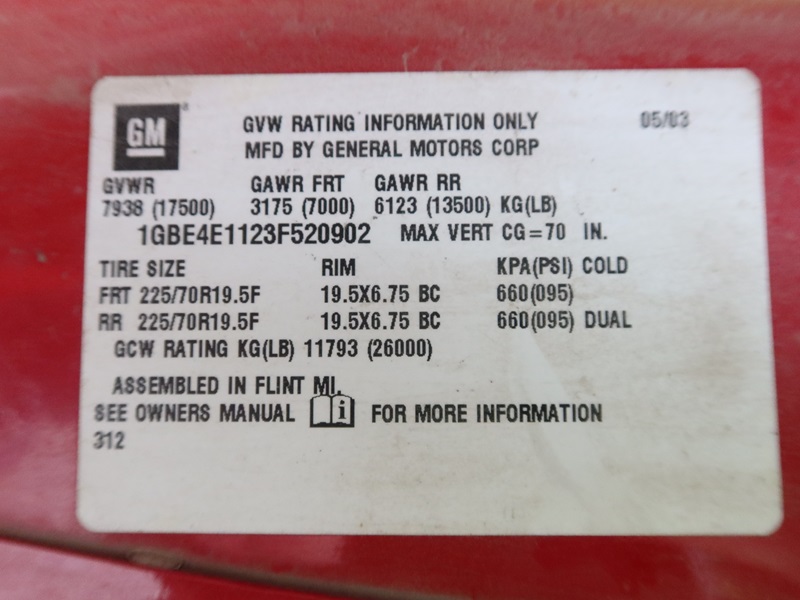 GM ® GVW RATING INFORMATION ONLY 05/03
MFD BY GENERAL MOTORS CORP
GVWR GAWR FRT GAWR RR
7938 (17500) 3175 (7000) 6123 (13500) KG(LB)
1GBE4E1123F520902 MAX VERT CG=70 IN.
TIRE SIZE RIM KPA(PSI) COLD
FRT 225/70R19.5F 19.5X6.75 BC 660(095)
RR 225/70R19.5F 19.5X6.75 BC 660(095) DUAL
GCW RATING KG(LB) 11793 (26000)
ASSEMBLED IN FLINT MI.
SEE OWNERS MANUAL i FOR MORE INFORMATION
312